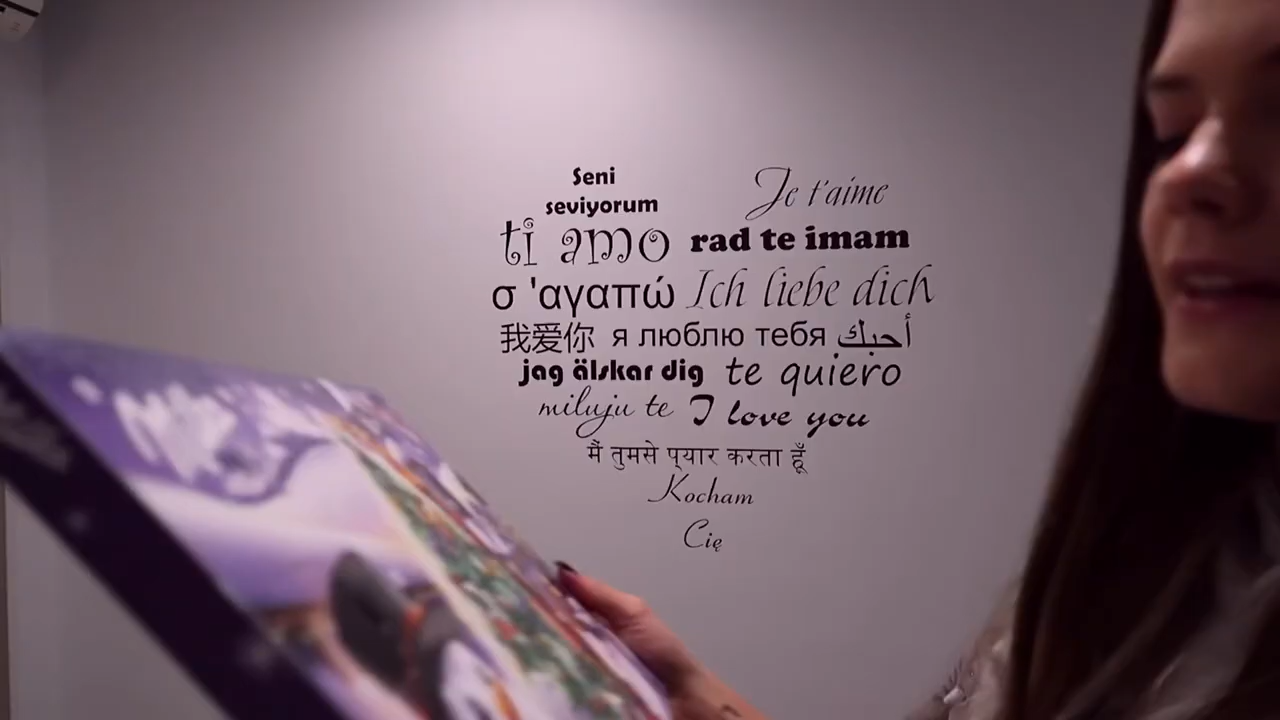 Seni
seviyorum
Je t'aime
ti amo
rad te imam
σ 'αγαπώ
Ich liebe dich
我爱你
я люблю тебя
أحبك
jag älskar dig
te quiero
miluju te
I love you
मैं तुमसे प्यार करता हूँ
Kocham
Cię